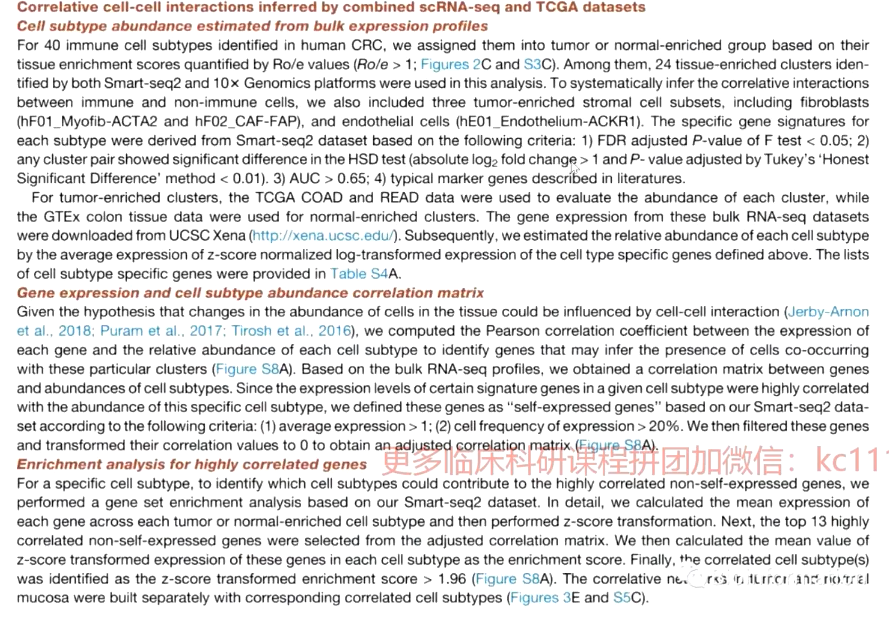 Correlative cell-cell interactions inferred by combined scRNA-seq and TCGA datasets
Cell subtype abundance estimated from bulk expression profiles
For 40 immune cell subtypes identified in human CRC, we assigned them into tumor or normal-enriched group based on their
tissue enrichment scores quantified by Ro/e values (Ro/e > 1; Figures 2C and S3C). Among them, 24 tissue-enriched clusters iden-
tified by both Smart-seq2 and 10× Genomics platforms were used in this analysis. To systematically infer the correlative interactions
between immune and non-immune cells, we also included three tumor-enriched stromal cell subsets, including fibroblasts
(hF01_Myofib-ACTA2 and hF02_CAF-FAP), and endothelial cells (hE01_Endothelium-ACKR1). The specific gene signatures for
each subtype were derived from Smart-seq2 dataset based on the following criteria: 1) FDR adjusted P-value of F test < 0.05; 2)
any cluster pair showed significant difference in the HSD test (absolute log₂ fold change > 1 and P- value adjusted by Tukey's 'Honest
Significant Difference' method < 0.01). 3) AUC > 0.65; 4) typical marker genes described in literatures.
For tumor-enriched clusters, the TCGA COAD and READ data were used to evaluate the abundance of each cluster, while
the GTEx colon tissue data were used for normal-enriched clusters. The gene expression from these bulk RNA-seq datasets
were downloaded from UCSC Xena (http://xena.ucsc.edu/). Subsequently, we estimated the relative abundance of each cell subtype
by the average expression of z-score normalized log-transformed expression of the cell type specific genes defined above. The lists
of cell subtype specific genes were provided in Table S4A.
Gene expression and cell subtype abundance correlation matrix
Given the hypothesis that changes in the abundance of cells in the tissue could be influenced by cell-cell interaction (Jerby-Arnon
et al., 2018; Puram et al., 2017; Tirosh et al., 2016), we computed the Pearson correlation coefficient between the expression of
each gene and the relative abundance of each cell subtype to identify genes that may infer the presence of cells co-occurring
with these particular clusters (Figure S8A). Based on the bulk RNA-seq profiles, we obtained a correlation matrix between genes
and abundances of cell subtypes. Since the expression levels of certain signature genes in a given cell subtype were highly correlated
with the abundance of this specific cell subtype, we defined these genes as "self-expressed genes" based on our Smart-seq2 data-
set according to the following criteria: (1) average expression > 1; (2) cell frequency of expression > 20%. We then filtered these genes
and transformed their correlation values to 0 to obtain an adjusted correlation matrix (Figure S8A).
Enrichment analysis for highly correlated genes
更多临床科研课程拼团加微信：kc111
For a specific cell subtype, to identify which cell subtypes could contribute to the highly correlated non-self-expressed genes, we
performed a gene set enrichment analysis based on our Smart-seq2 dataset. In detail, we calculated the mean expression of
each gene across each tumor or normal-enriched cell subtype and then performed z-score transformation. Next, the top 13 highly
correlated non-self-expressed genes were selected from the adjusted correlation matrix. We then calculated the mean value of
z-score transformed expression of these genes in each cell subtype as the enrichment score. Finally, the correlated cell subtype(s)
was identified as the z-score transformed enrichment score > 1.96 (Figure S8A). The correlative in tumor and normal
mucosa were built separately with corresponding correlated cell subtypes (Figures 3E and S5C).